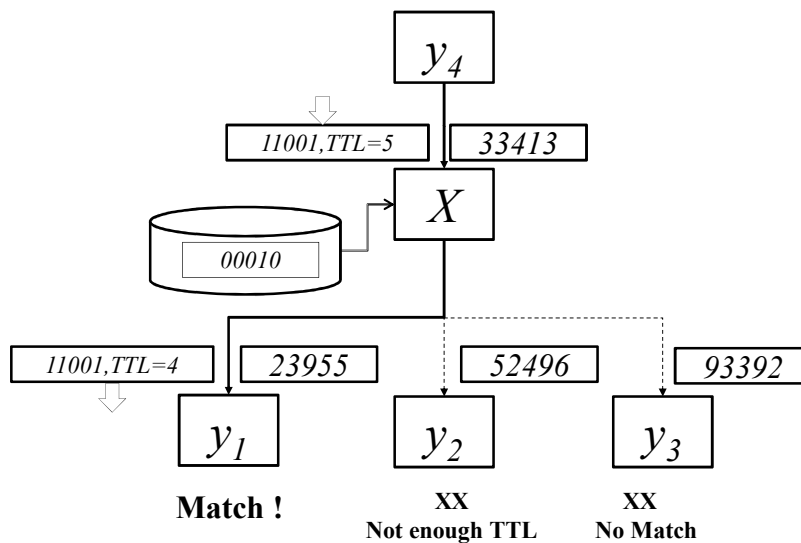 y4
11001,TTL=5
33413
X
00010
11001,TTL=4
23955
52496
93392
y1
y2
y3
Match !
XX
Not enough TTL
XX
No Match